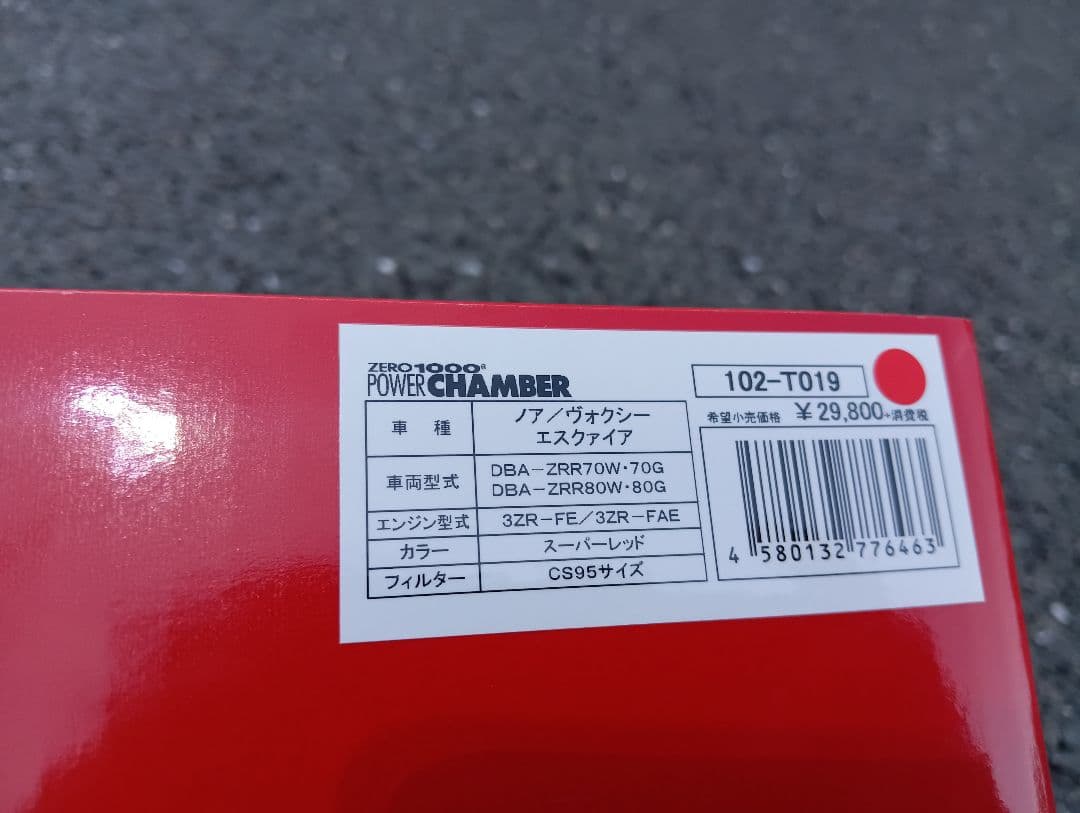 ZERO1000®
POWER CHAMBER
102-T019
希望小売価格 ¥29,800+消費税
車種 ノア/ヴォクシー
エスクァイア
車両型式 DBA-ZRR70W・70G
DBA-ZRR80W・80G
エンジン型式 3ZR-FE/3ZR-FAE
カラー スーパーレッド
フィルター CS95サイズ
4 580132 776463